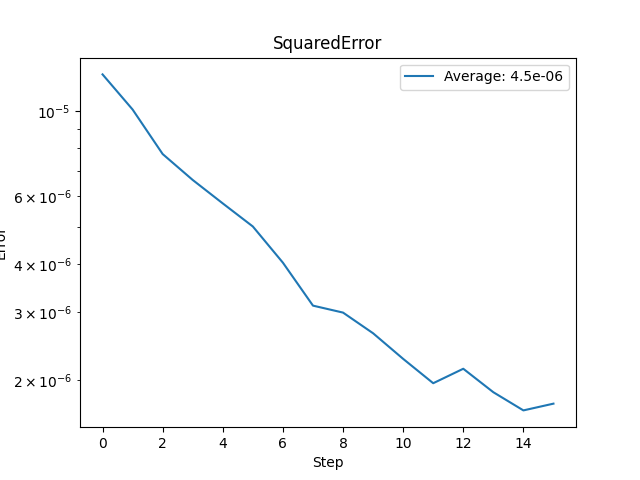 SquaredError
Average: 4.5e-06
10⁻⁵
6 × 10⁻⁶
4 × 10⁻⁶
3 × 10⁻⁶
2 × 10⁻⁶
Error
0 2 4 6 8 10 12 14
Step